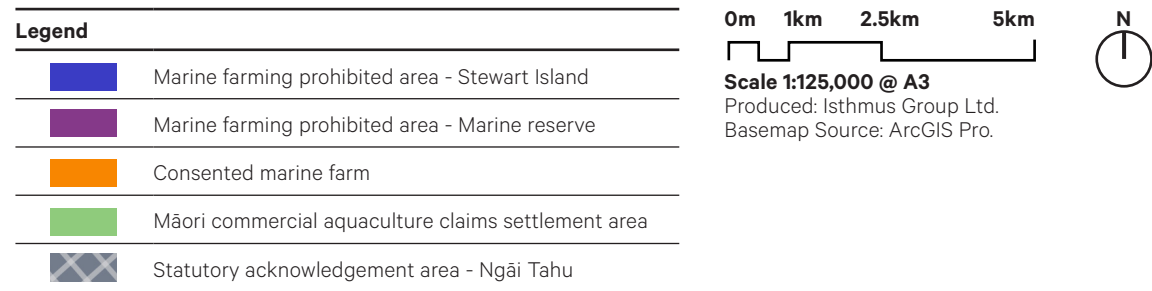 Legend
Marine farming prohibited area - Stewart Island
Marine farming prohibited area - Marine reserve
Consented marine farm
Māori commercial aquaculture claims settlement area
Statutory acknowledgement area - Ngāi Tahu
0m 1km 2.5km 5km
Scale 1:125,000 @ A3
Produced: Isthmus Group Ltd.
Basemap Source: ArcGIS Pro.
N